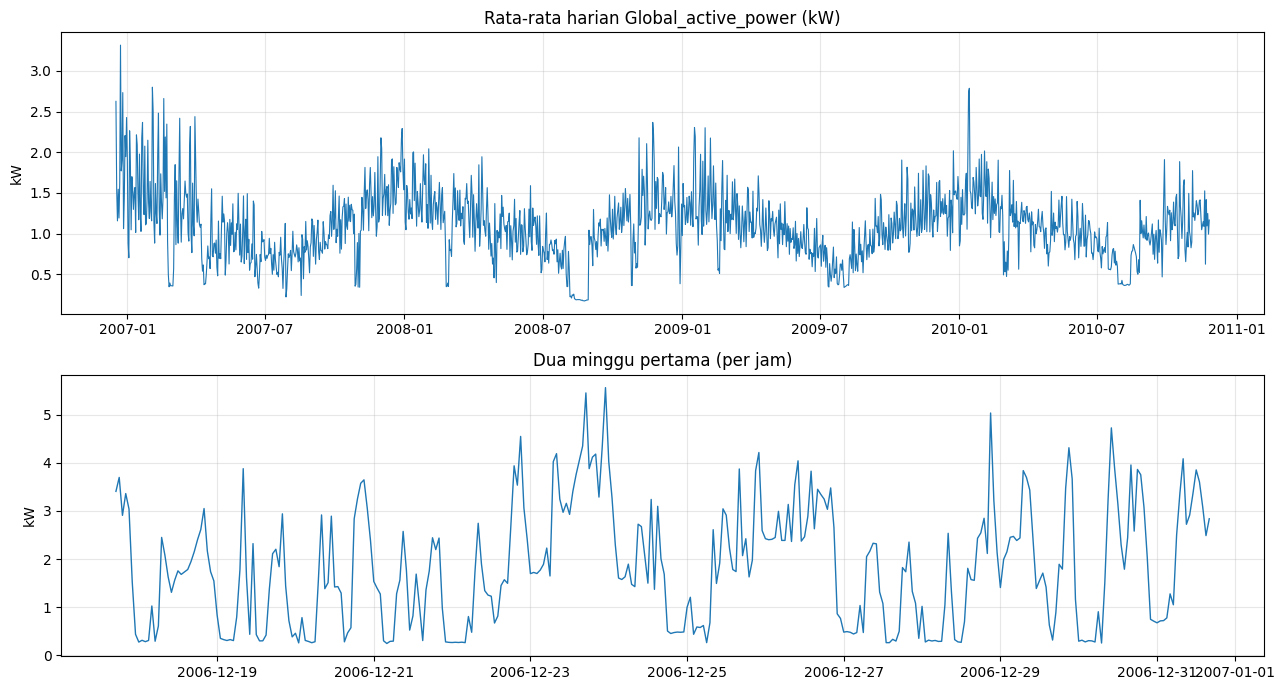 Rata-rata harian Global_active_power (kW)
kW
3.0
2.5
2.0
1.5
1.0
0.5
2007-01 2007-07 2008-01 2008-07 2009-01 2009-07 2010-01 2010-07 2011-01
Dua minggu pertama (per jam)
kW
5
4
3
2
1
0
2006-12-19 2006-12-21 2006-12-23 2006-12-25 2006-12-27 2006-12-29 2006-12-31 2007-01-01